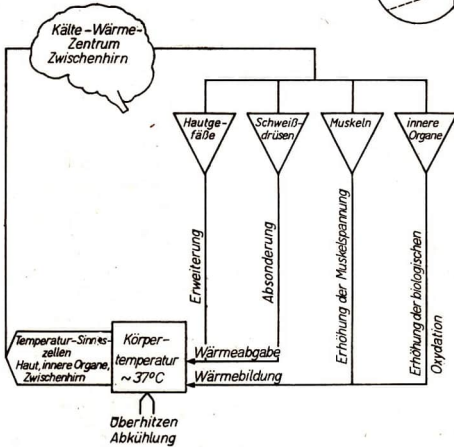 Kälte-Wärme-
Zentrum
Zwischenhirn
Hautge-
fäße
Schweiß-
drüsen
Muskeln
innere
Organe
Erweiterung
Absonderung
Erhöhung der Muskelspannung
Erhöhung der biologischen
Oxydation
Temperatur-Sinnes-
zellen
Haut, innere Organe,
Zwischenhirn
Körper-
temperatur
~37°C
Wärmeabgabe
Wärmebildung
Überhitzen
Abkühlung